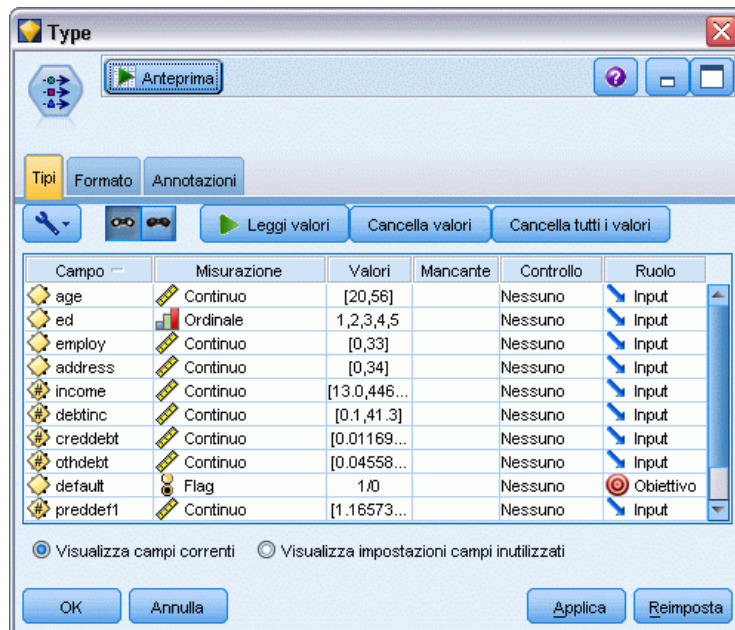 Type
Anteprima
Tipi Formato Annotazioni
Leggi valori Cancella valori Cancella tutti i valori
Campo Misurazione Valori Mancante Controllo Ruolo
age Continuo [20,56] Nessuno Input
ed Ordinale 1,2,3,4,5 Nessuno Input
employ Continuo [0,33] Nessuno Input
address Continuo [0,34] Nessuno Input
income Continuo [13.0,446... Nessuno Input
debtinc Continuo [0.1,41.3] Nessuno Input
creddebt Continuo [0.01169... Nessuno Input
othdebt Continuo [0.04558... Nessuno Input
default Flag 1/0 Nessuno Obiettivo
preddef1 Continuo [1.16573... Nessuno Input
Visualizza campi correnti Visualizza impostazioni campi inutilizzati
OK Annulla Applica Reimposta